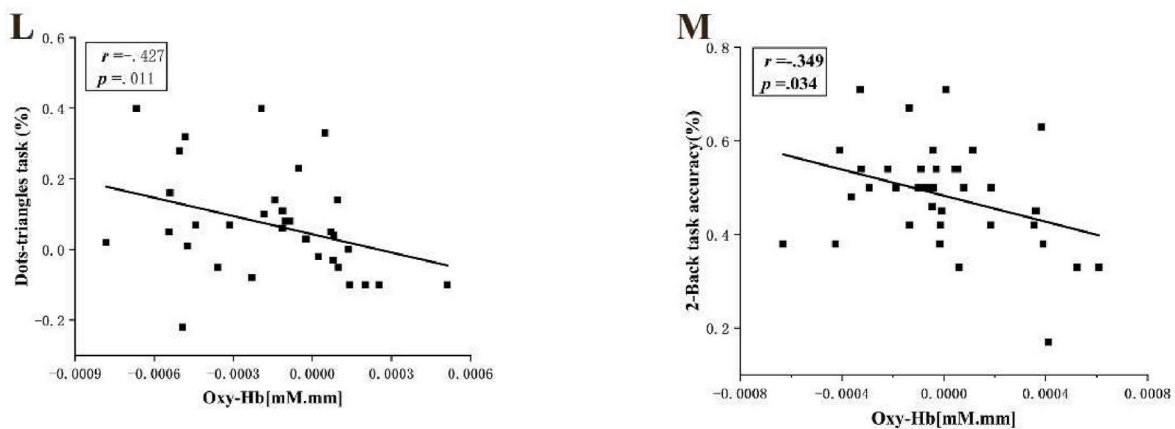 L
r=-.427
p=.011
Dots-triangles task (%)
0.6
0.4
0.2
0.0
-0.2
-0.0009
-0.0006
-0.0003
0.0000
0.0003
0.0006
Oxy-Hb[mM.mm]
M
r=-.349
p=.034
2-Back task accuracy(%)
0.8
0.6
0.4
0.2
-0.0008
-0.0004
0.0000
0.0004
0.0008
Oxy-Hb[mM.mm]